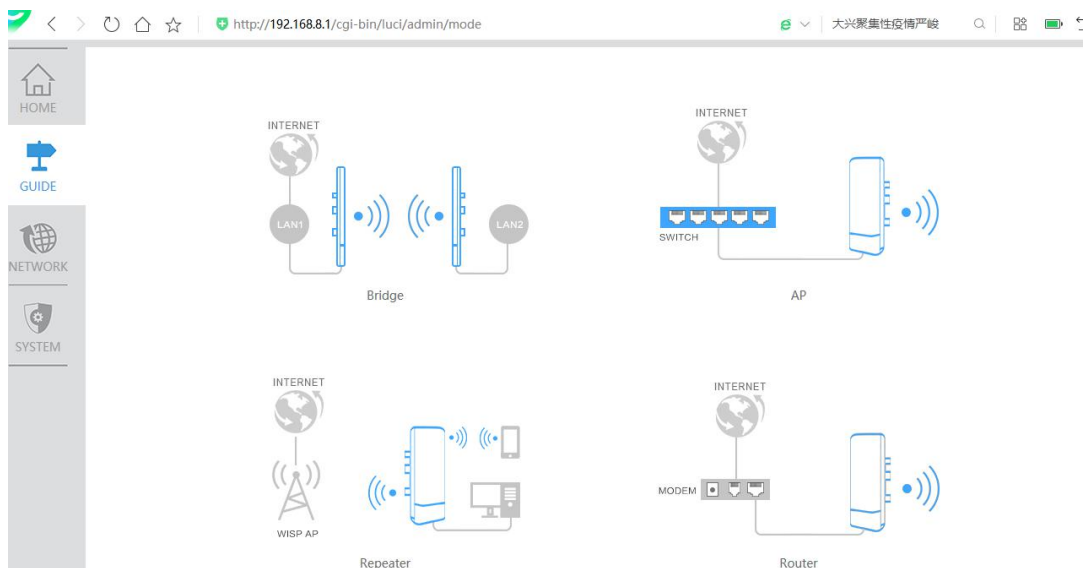 http://192.168.8.1/cgi-bin/luci/admin/mode
大兴聚集性疫情严峻
HOME
GUIDE
NETWORK
SYSTEM
INTERNET
LAN1
LAN2
Bridge
INTERNET
SWITCH
AP
INTERNET
WISP AP
Repeater
INTERNET
MODEM
Router